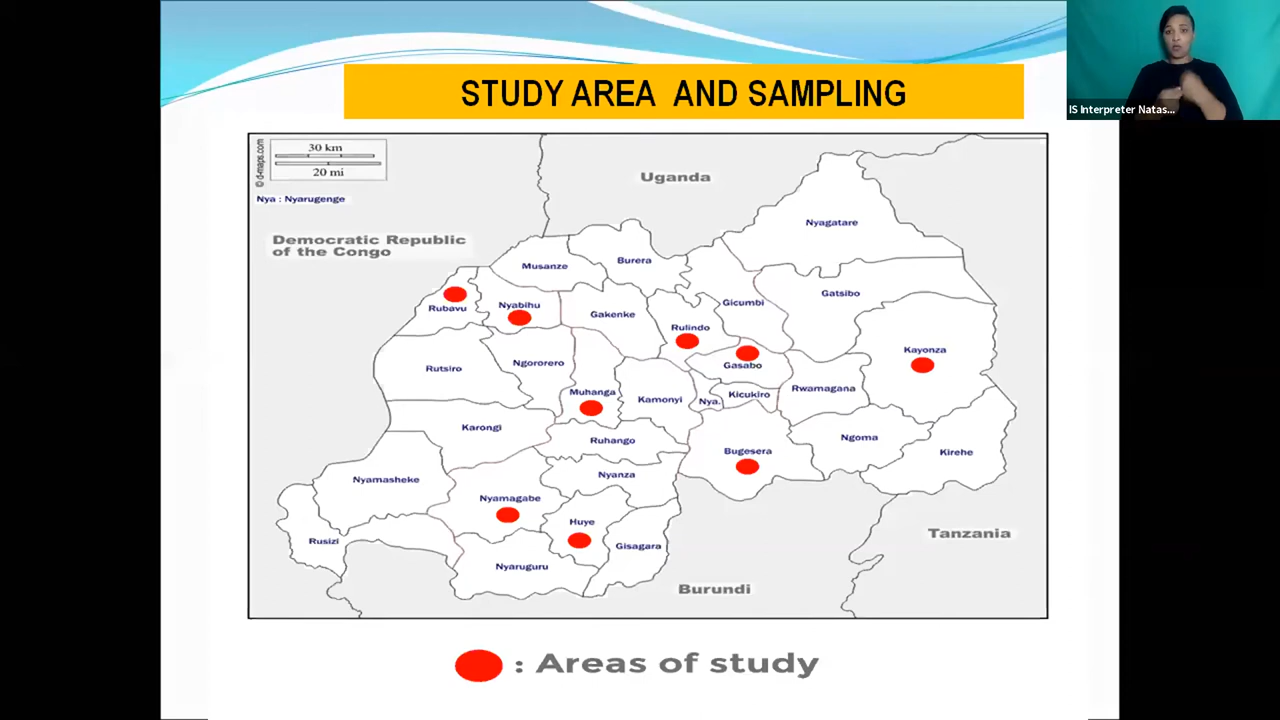 STUDY AREA AND SAMPLING
IS Interpreter Natas...
© d-maps.com
30 km
20 mi
Nya : Nyarugenge
Uganda
Democratic Republic
of the Congo
Nyagatare
Musanze
Burera
Gatsibo
Rubavu
Nyabihu
Gakenke
Gicumbi
Rulindo
Kayonza
Rutsiro
Ngororero
Gasabo
Muhanga
Kamonyi
Nya.
Kicukiro
Rwamagana
Karongi
Ruhango
Ngoma
Bugesera
Kirehe
Nyamasheke
Nyanza
Nyamagabe
Huye
Rusizi
Gisagara
Tanzania
Nyaruguru
Burundi
: Areas of study